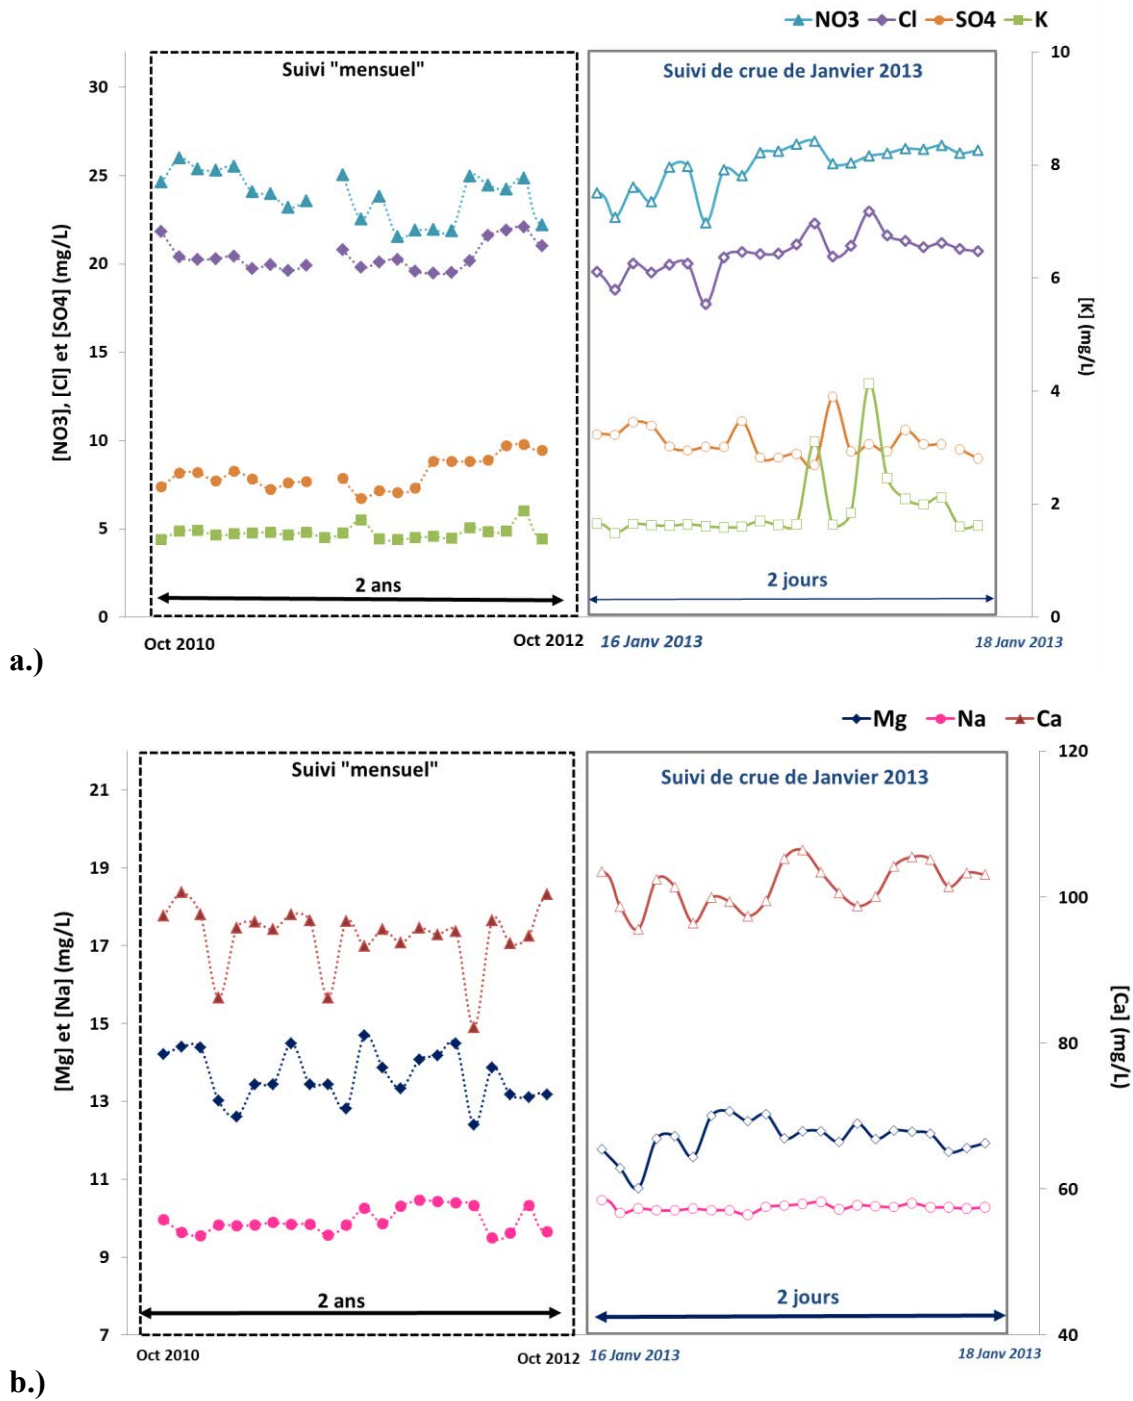 NO3 Cl SO4 K
Suivi "mensuel"
Suivi de crue de Janvier 2013
[NO3], [Cl] et [SO4] (mg/L)
30
25
20
15
10
5
0
[K] (mg/L)
10
8
6
4
2
0
2 ans
2 jours
Oct 2010
Oct 2012
16 Janv 2013
18 Janv 2013
a.)
Mg Na Ca
Suivi "mensuel"
Suivi de crue de Janvier 2013
[Mg] et [Na] (mg/L)
21
19
17
15
13
11
9
7
[Ca] (mg/L)
120
100
80
60
40
2 ans
2 jours
Oct 2010
Oct 2012
16 Janv 2013
18 Janv 2013
b.)